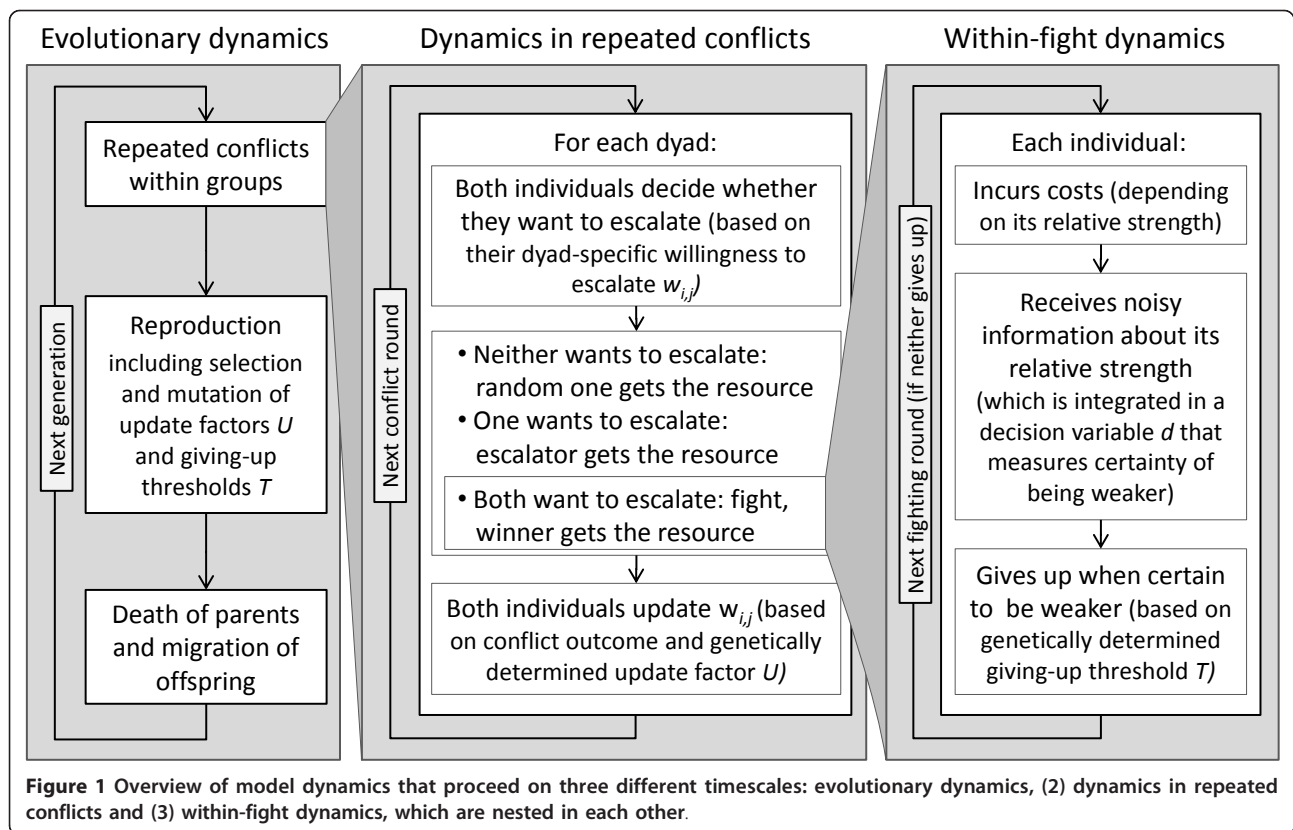 Evolutionary dynamics
Next generation
Repeated conflicts
within groups
Reproduction
including selection
and mutation of
update factors U
and giving-up
thresholds T
Death of parents
and migration of
offspring
Dynamics in repeated conflicts
Next conflict round
For each dyad:
Both individuals decide whether
they want to escalate (based on
their dyad-specific willingness to
escalate wi,j)
• Neither wants to escalate:
random one gets the resource
• One wants to escalate:
escalator gets the resource
• Both want to escalate: fight,
winner gets the resource
Both individuals update wi,j (based
on conflict outcome and genetically
determined update factor U)
Within-fight dynamics
Next fighting round (if neither gives up)
Each individual:
Incurs costs (depending
on its relative strength)
Receives noisy
information about its
relative strength
(which is integrated in a
decision variable d that
measures certainty of
being weaker)
Gives up when certain
to be weaker (based on
genetically determined
giving-up threshold T)
Figure 1 Overview of model dynamics that proceed on three different timescales: evolutionary dynamics, (2) dynamics in repeated
conflicts and (3) within-fight dynamics, which are nested in each other.